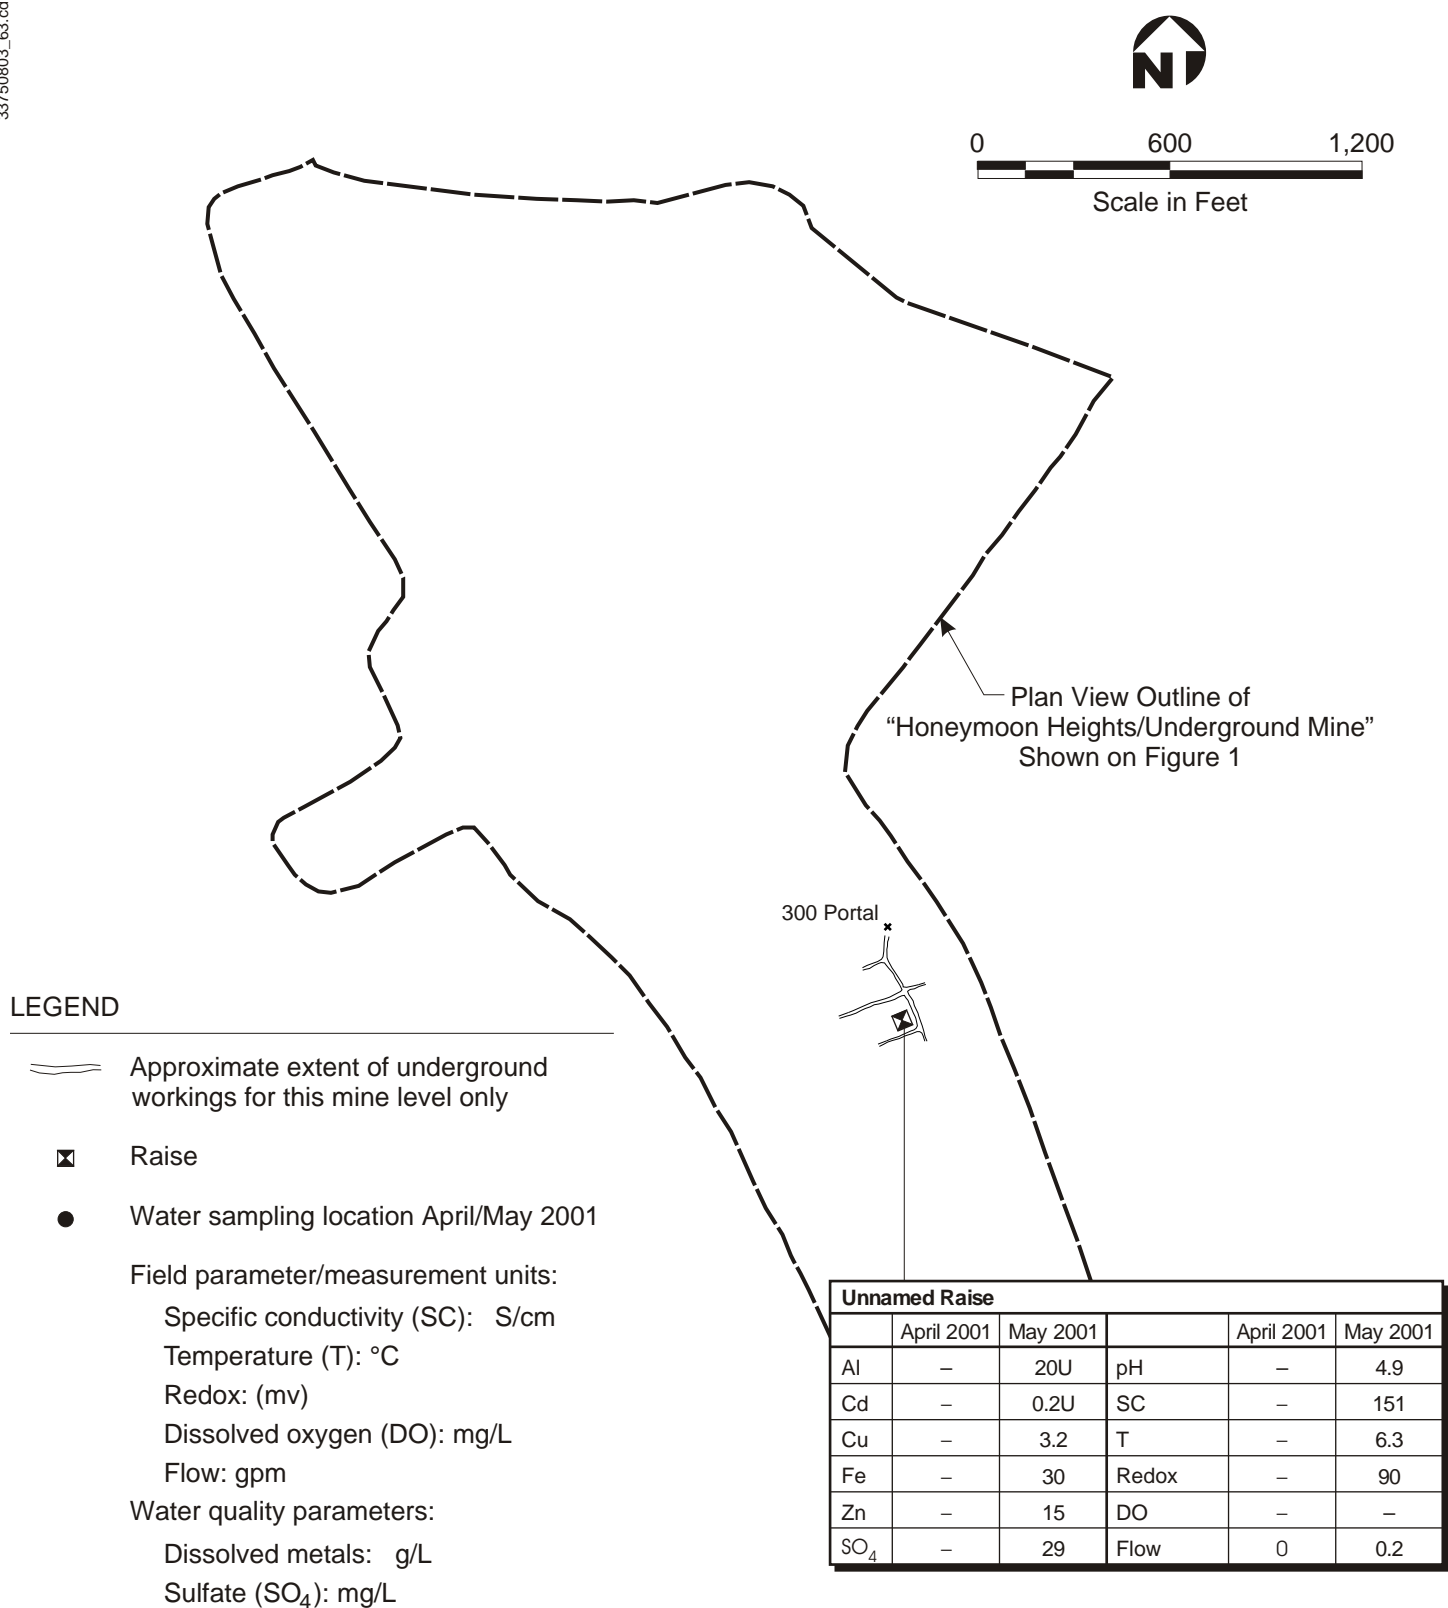 33750803_63.cd
N
0 600 1,200
Scale in Feet
Plan View Outline of
“Honeymoon Heights/Underground Mine”
Shown on Figure 1
300 Portal
LEGEND
Approximate extent of underground
workings for this mine level only
Raise
Water sampling location April/May 2001
Field parameter/measurement units:
Specific conductivity (SC): S/cm
Temperature (T): °C
Redox: (mv)
Dissolved oxygen (DO): mg/L
Flow: gpm
Water quality parameters:
Dissolved metals: g/L
Sulfate (SO4): mg/L
Unnamed Raise
April 2001 May 2001 April 2001 May 2001
Al – 20U pH – 4.9
Cd – 0.2U SC – 151
Cu – 3.2 T – 6.3
Fe – 30 Redox – 90
Zn – 15 DO – –
SO4 – 29 Flow 0 0.2